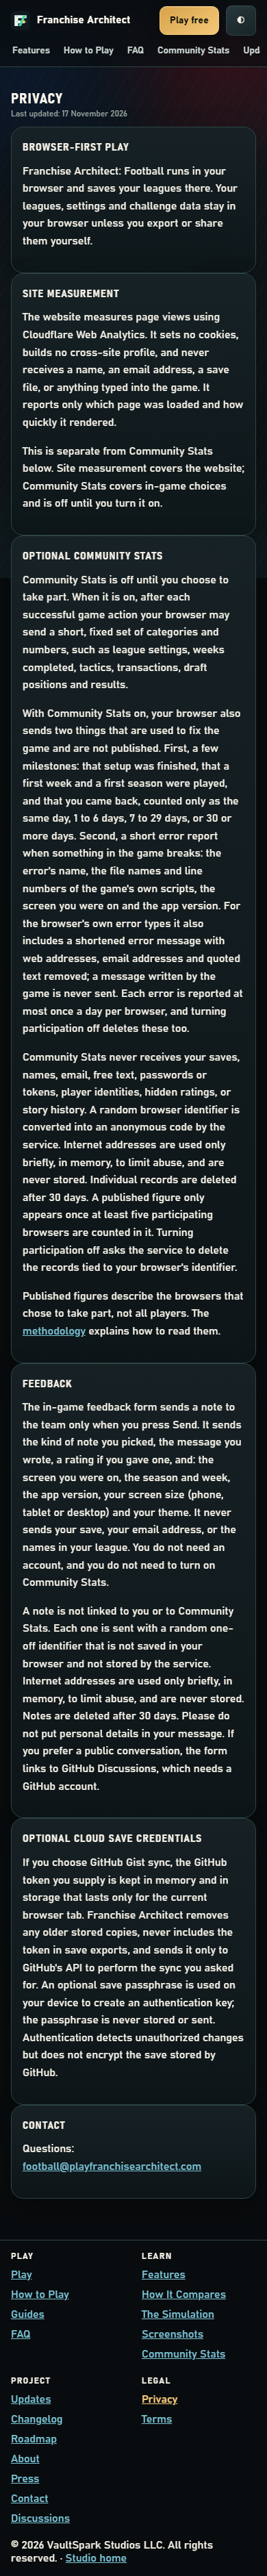 Franchise Architect
Play free
Features How to Play FAQ Community Stats Upd
PRIVACY
Last updated: 17 November 2026
BROWSER-FIRST PLAY
Franchise Architect: Football runs in your
browser and saves your leagues there. Your
leagues, settings and challenge data stay in
your browser unless you export or share
them yourself.
SITE MEASUREMENT
The website measures page views using
Cloudflare Web Analytics. It sets no cookies,
builds no cross-site profile, and never
receives a name, an email address, a save
file, or anything typed into the game. It
reports only which page was loaded and how
quickly it rendered.
This is separate from Community Stats
below. Site measurement covers the website;
Community Stats covers in-game choices
and is off until you turn it on.
OPTIONAL COMMUNITY STATS
Community Stats is off until you choose to
take part. When it is on, after each
successful game action your browser may
send a short, fixed set of categories and
numbers, such as league settings, weeks
completed, tactics, transactions, draft
positions and results.
With Community Stats on, your browser also
sends two things that are used to fix the
game and are not published. First, a few
milestones: that setup was finished, that a
first week and a first season were played,
and that you came back, counted only as the
same day, 1 to 6 days, 7 to 29 days, or 30 or
more days. Second, a short error report
when something in the game breaks: the
error's name, the file names and line
numbers of the game's own scripts, the
screen you were on and the app version. For
the browser's own error types it also
includes a shortened error message with
web addresses, email addresses and quoted
text removed; a message written by the
game is never sent. Each error is reported at
most once a day per browser, and turning
participation off deletes these too.
Community Stats never receives your saves,
names, email, free text, passwords or
tokens, player identities, hidden ratings, or
story history. A random browser identifier is
converted into an anonymous code by the
service. Internet addresses are used only
briefly, in memory, to limit abuse, and are
never stored. Individual records are deleted
after 30 days. A published figure only
appears once at least five participating
browsers are counted in it. Turning
participation off asks the service to delete
the records tied to your browser's identifier.
Published figures describe the browsers that
chose to take part, not all players. The
methodology explains how to read them.
FEEDBACK
The in-game feedback form sends a note to
the team only when you press Send. It sends
the kind of note you picked, the message you
wrote, a rating if you gave one, and: the
screen you were on, the season and week,
the app version, your screen size (phone,
tablet or desktop) and your theme. It never
sends your save, your email address, or the
names in your league. You do not need an
account, and you do not need to turn on
Community Stats.
A note is not linked to you or to Community
Stats. Each one is sent with a random one-
off identifier that is not saved in your
browser and not stored by the service.
Internet addresses are used only briefly, in
memory, to limit abuse, and are never stored.
Notes are deleted after 30 days. Please do
not put personal details in your message. If
you prefer a public conversation, the form
links to GitHub Discussions, which needs a
GitHub account.
OPTIONAL CLOUD SAVE CREDENTIALS
If you choose GitHub Gist sync, the GitHub
token you supply is kept in memory and in
storage that lasts only for the current
browser tab. Franchise Architect removes
any older stored copies, never includes the
token in save exports, and sends it only to
GitHub's API to perform the sync you asked
for. An optional save passphrase is used on
your device to create an authentication key;
the passphrase is never stored or sent.
Authentication detects unauthorized changes
but does not encrypt the save stored by
GitHub.
CONTACT
Questions:
football@playfranchisearchitect.com
PLAY
Play
How to Play
Guides
FAQ
LEARN
Features
How It Compares
The Simulation
Screenshots
Community Stats
PROJECT
Updates
Changelog
Roadmap
About
Press
Contact
Discussions
LEGAL
Privacy
Terms
© 2026 VaultSpark Studios LLC. All rights
reserved. · Studio home